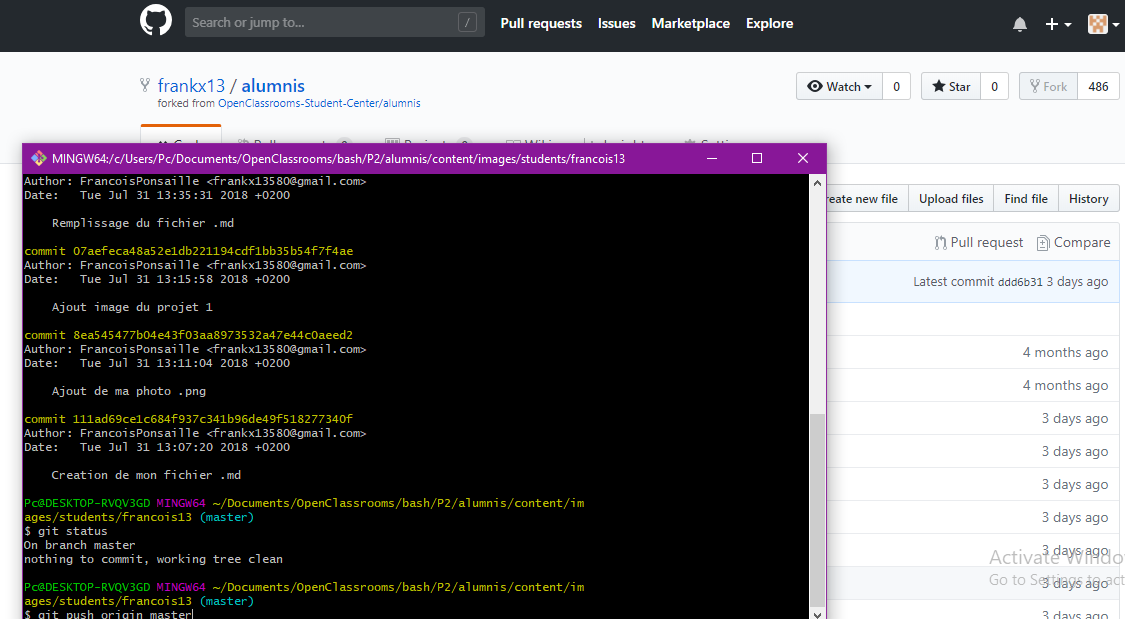 Search or jump to...
/
Pull requests Issues Marketplace Explore
frankx13 / alumnis
forked from OpenClassrooms-Student-Center/alumnis
Watch 0
Star 0
Fork 486
MINGW64:/c/Users/Pc/Documents/OpenClassrooms/bash/P2/alumnis/content/images/students/francois13
Author: FrancoisPonsaille <frankx13580@gmail.com>
Date: Tue Jul 31 13:35:31 2018 +0200
Remplissage du fichier .md
commit 07aefeca48a52e1db221194cdf1bb35b54f7f4ae
Author: FrancoisPonsaille <frankx13580@gmail.com>
Date: Tue Jul 31 13:15:58 2018 +0200
Ajout image du projet 1
commit 8ea545477b04e43f03aa8973532a47e44c0aeed2
Author: FrancoisPonsaille <frankx13580@gmail.com>
Date: Tue Jul 31 13:11:04 2018 +0200
Ajout de ma photo .png
commit 111ad69ce1c684f937c341b96de49f518277340f
Author: FrancoisPonsaille <frankx13580@gmail.com>
Date: Tue Jul 31 13:07:20 2018 +0200
Creation de mon fichier .md
Pc@DESKTOP-RVQV3GD MINGW64 ~/Documents/OpenClassrooms/bash/P2/alumnis/content/im
ages/students/francois13 (master)
$ git status
On branch master
nothing to commit, working tree clean
Pc@DESKTOP-RVQV3GD MINGW64 ~/Documents/OpenClassrooms/bash/P2/alumnis/content/im
ages/students/francois13 (master)
$ git push origin master
reate new file Upload files Find file History
Pull request Compare
Latest commit ddd6b31 3 days ago
4 months ago
4 months ago
3 days ago
3 days ago
3 days ago
3 days ago
3 days ago
3 days ago
3 days ago
Activate Windo
Go to Settings to act